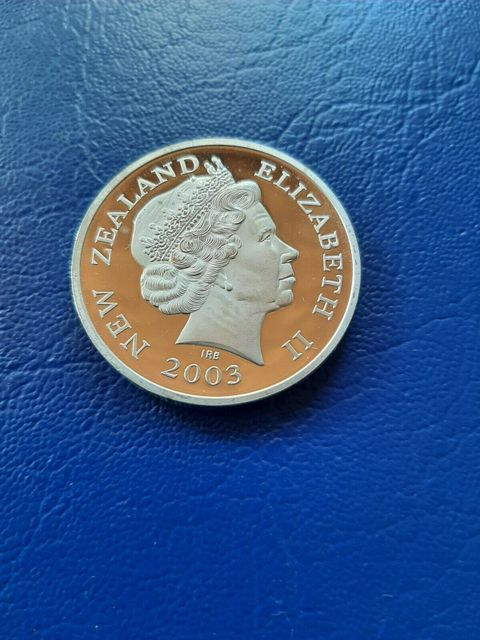 NEW ZEALAND ELIZABETH II
IRB
2003